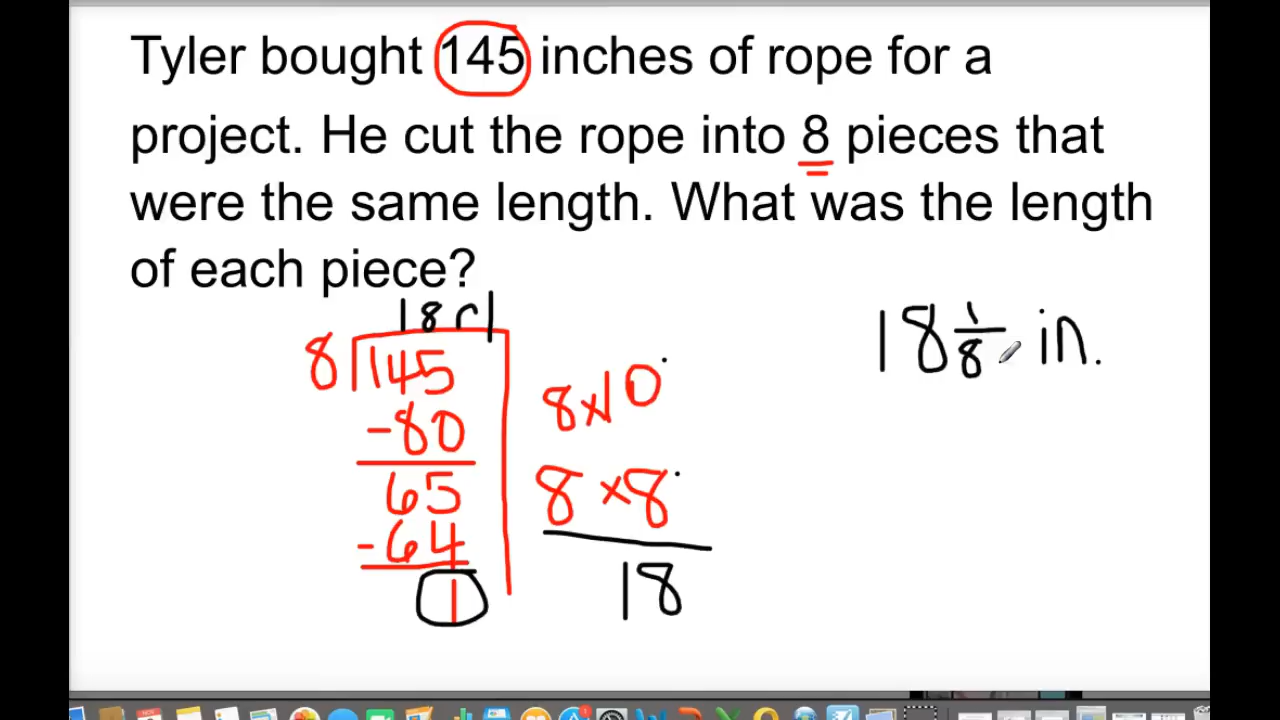 Tyler bought 145 inches of rope for a
project. He cut the rope into 8 pieces that
were the same length. What was the length
of each piece?
18 r1
8 145
-80
65
-64
1
8x10
8x8
18
18 1/8 in.